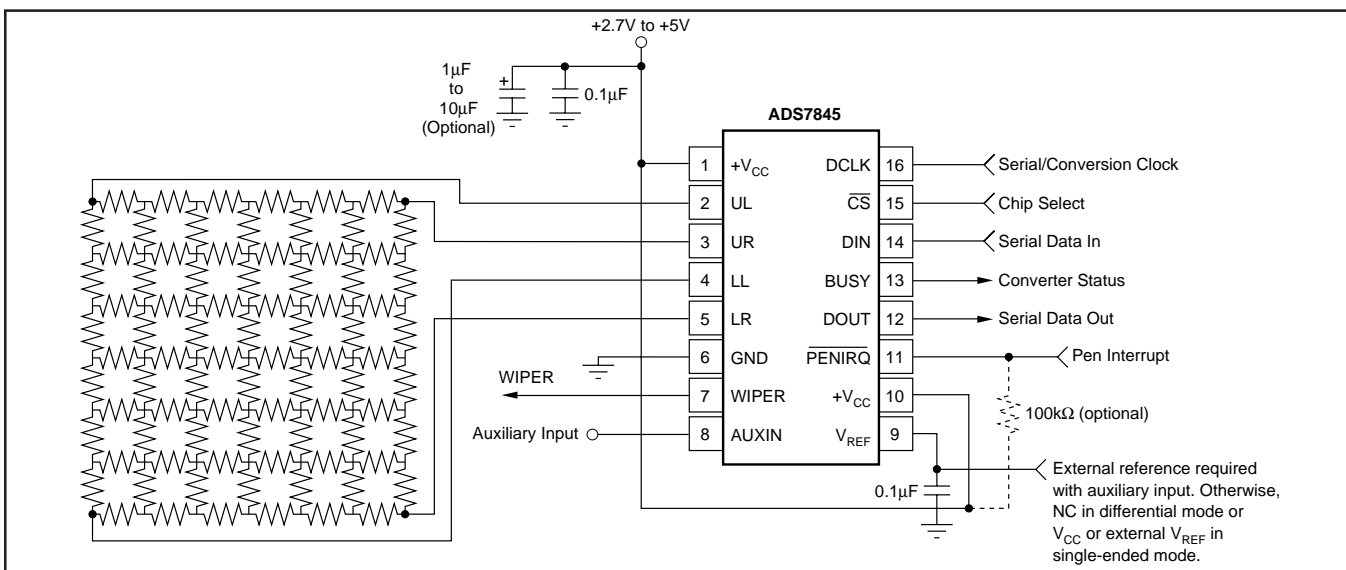 +2.7V to +5V
1µF
to
10µF
(Optional)
+
0.1µF
ADS7845
1 +VCC DCLK 16 Serial/Conversion Clock
2 UL CS 15 Chip Select
3 UR DIN 14 Serial Data In
4 LL BUSY 13 Converter Status
5 LR DOUT 12 Serial Data Out
6 GND PENIRQ 11 Pen Interrupt
WIPER 7 WIPER +VCC 10
100kΩ (optional)
Auxiliary Input 8 AUXIN VREF 9
0.1µF
External reference required
with auxiliary input. Otherwise,
NC in differential mode or
VCC or external VREF in
single-ended mode.